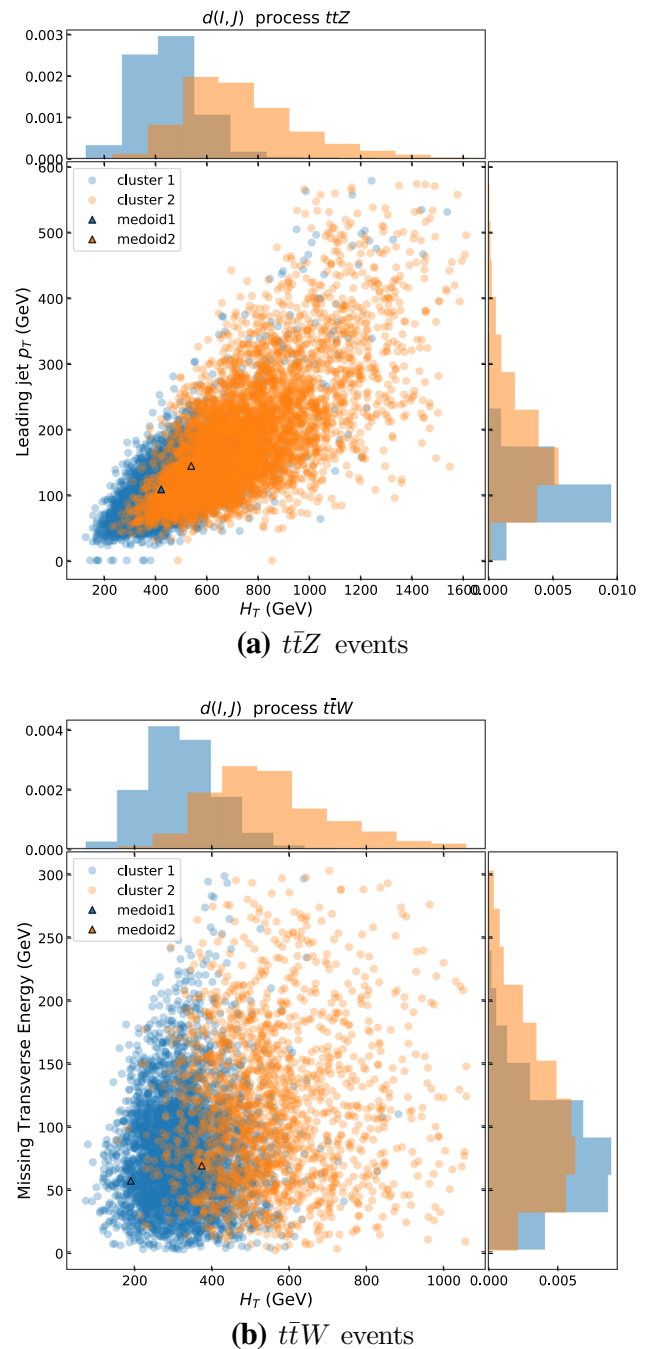 d(I, J) process ttZ
0.003
0.002
0.001
0.000
600
500
400
300
200
100
0
Leading jet p_T (GeV)
cluster 1
cluster 2
medoid1
medoid2
200 400 600 800 1000 1200 1400 1600
0.000 0.005 0.010
H_T (GeV)
(a) tt̄Z events
d(I, J) process tt̄W
0.004
0.002
0.000
300
250
200
150
100
50
0
Missing Transverse Energy (GeV)
cluster 1
cluster 2
medoid1
medoid2
200 400 600 800 1000
0.000 0.005
H_T (GeV)
(b) tt̄W events